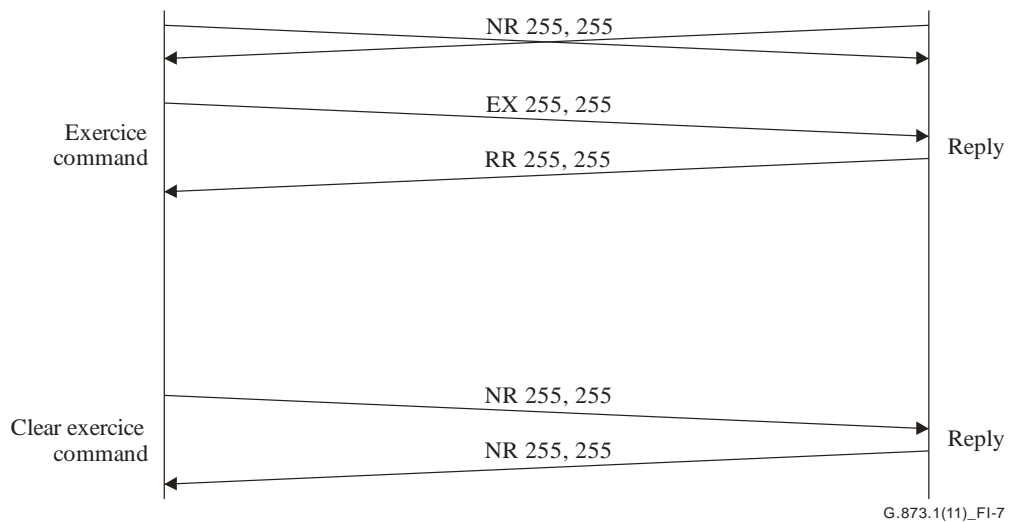 NR 255, 255
EX 255, 255
Exercice
command
Reply
RR 255, 255
NR 255, 255
Clear exercice
command
Reply
NR 255, 255
G.873.1(11)_FI-7